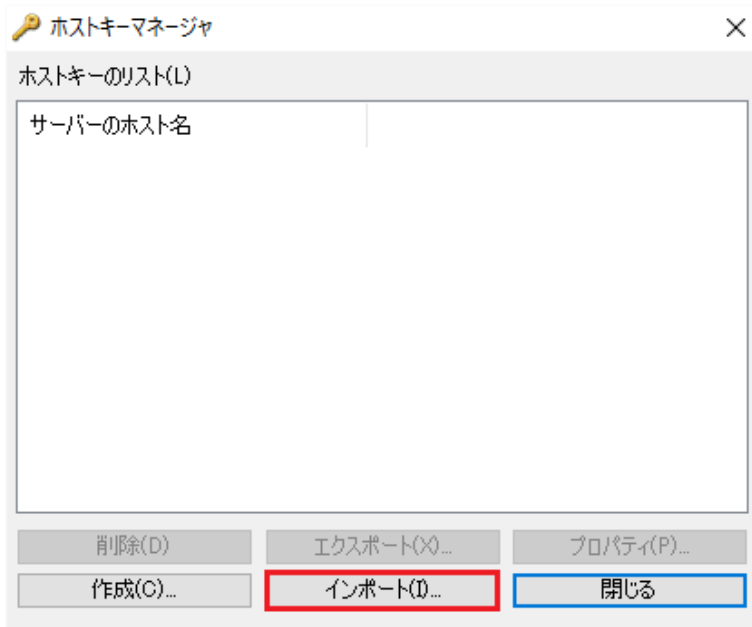 ホストキーマネージャ
ホストキーのリスト(L)
サーバーのホスト名
削除(D) エクスポート(X)... プロパティ(P)...
作成(C)... インポート(I)... 閉じる